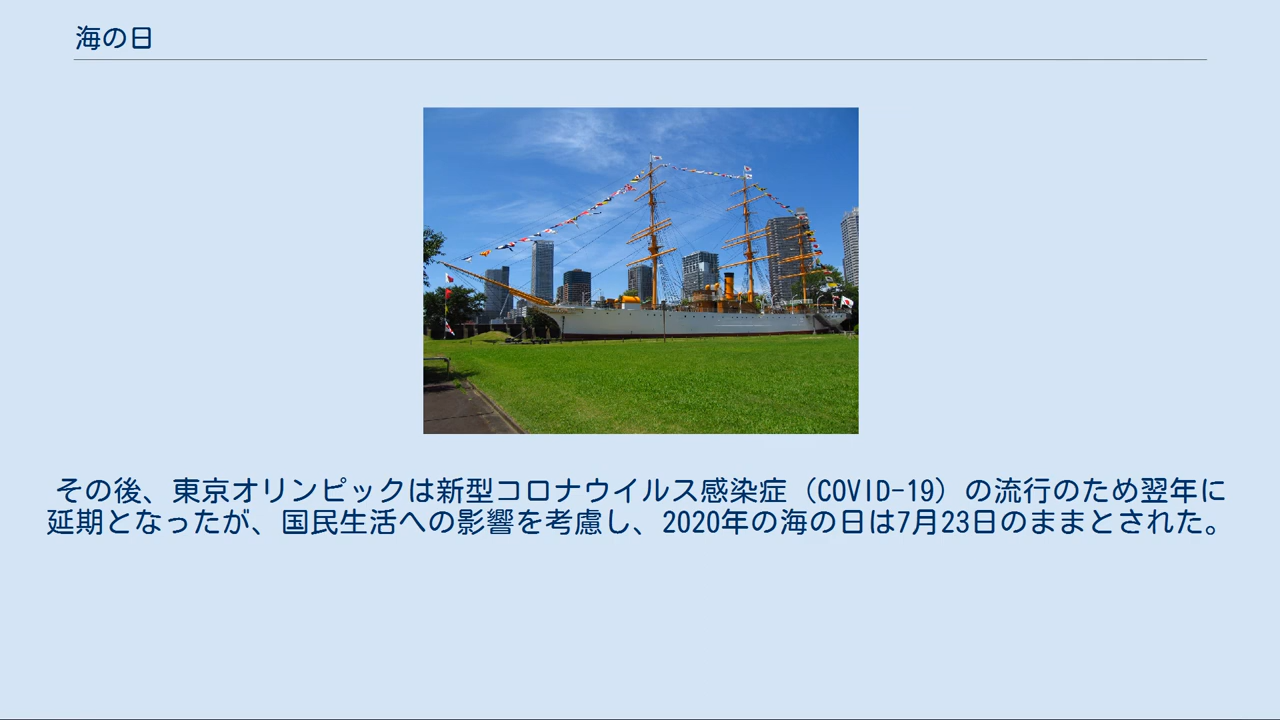 海の日
その後、東京オリンピックは新型コロナウイルス感染症（COVID-19）の流行のため翌年に
延期となったが、国民生活への影響を考慮し、2020年の海の日は7月23日のままとされた。